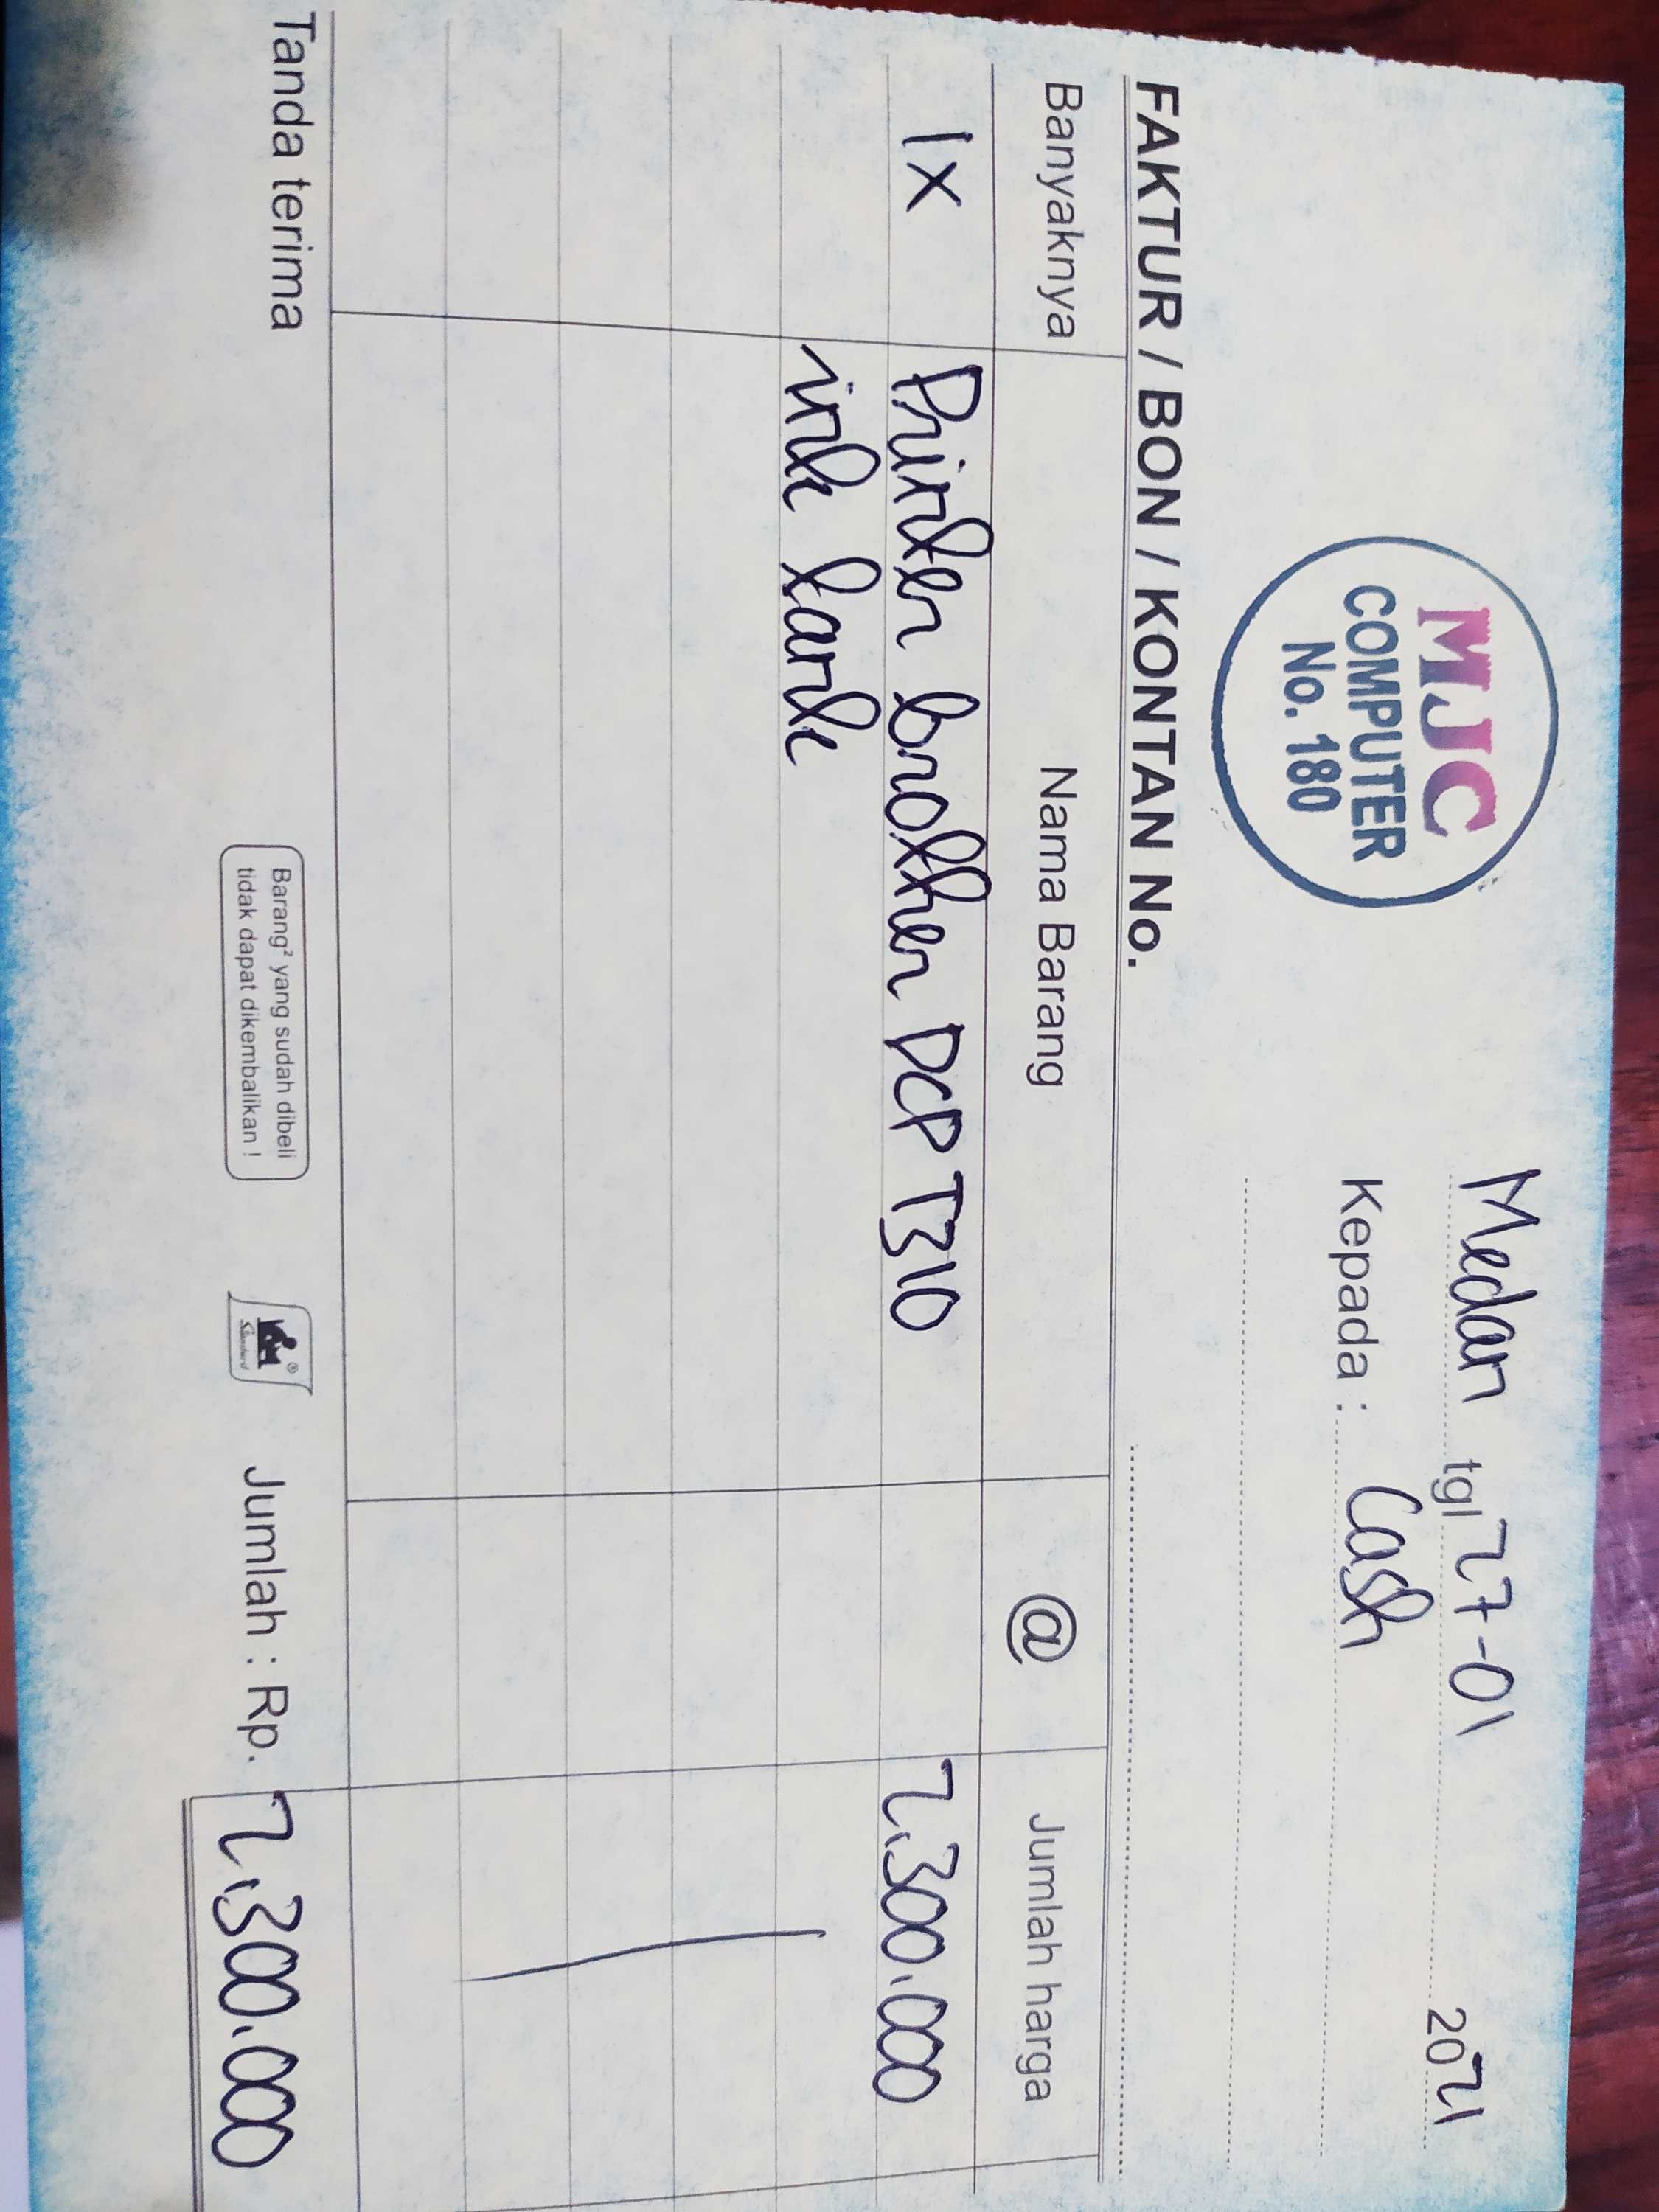 MJC
COMPUTER
No. 180
Medan tgl 27-01 2021
Kepada : Cash
FAKTUR / BON / KONTAN No.
Banyaknya Nama Barang @ Jumlah harga
1x Printer brother DCP T310 2.300.000
ink tank
Tanda terima
Barang² yang sudah dibeli
tidak dapat dikembalikan !
Jumlah : Rp. 2.300.000